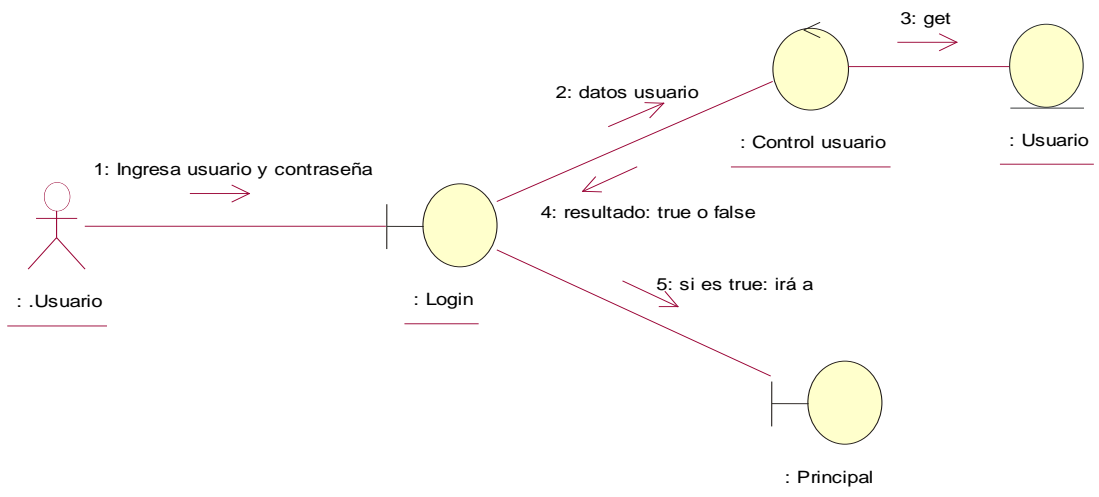 3: get
2: datos usuario
: Control usuario
: Usuario
1: Ingresa usuario y contraseña
4: resultado: true o false
: .Usuario
: Login
5: si es true: irá a
: Principal